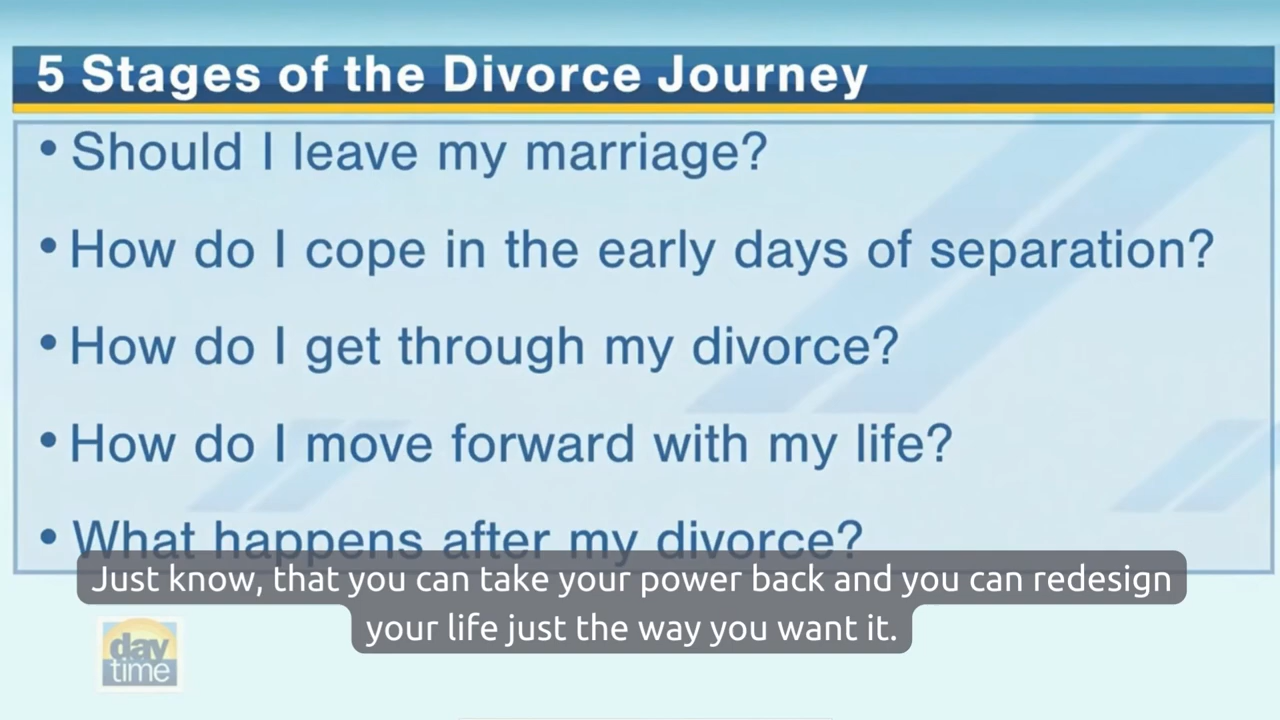 5 Stages of the Divorce Journey
• Should I leave my marriage?
• How do I cope in the early days of separation?
• How do I get through my divorce?
• How do I move forward with my life?
• What happens after my divorce?
Just know, that you can take your power back and you can redesign
your life just the way you want it.
day
time